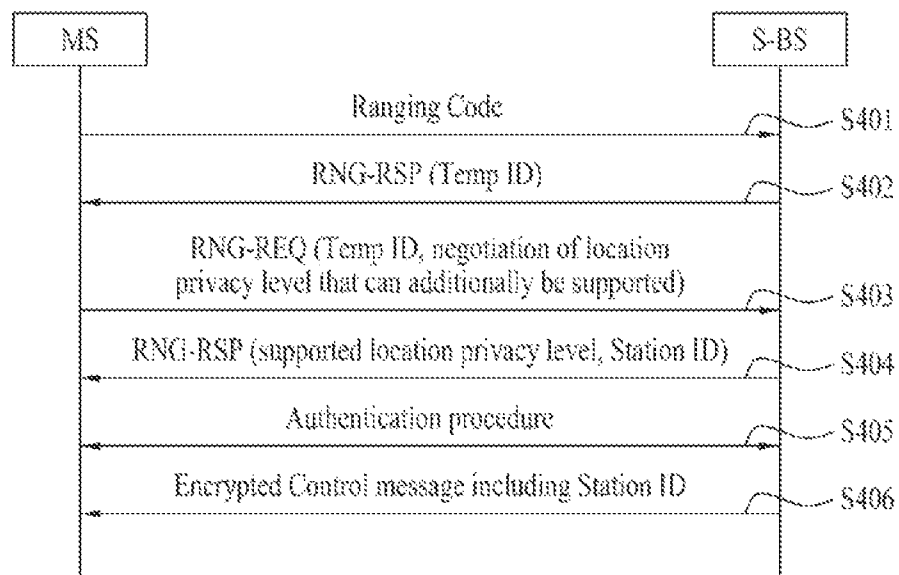 MS
S-BS
Ranging Code
S401
RNG-RSP (Temp ID)
S402
RNG-REQ (Temp ID, negotiation of location
privacy level that can additionally be supported)
S403
RNG-RSP (supported location privacy level, Station ID)
S404
Authentication procedure
S405
Encrypted Control message including Station ID
S406